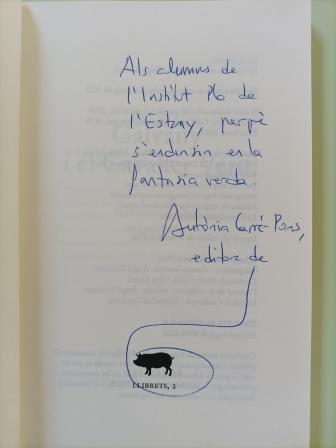 Als alumnes de
l'Institut Pla de
l'Estany, perquè
s'endinsin en la
fantasia verda.
Antònia Carré-Pons,
editora de
LLIBRETS, 2